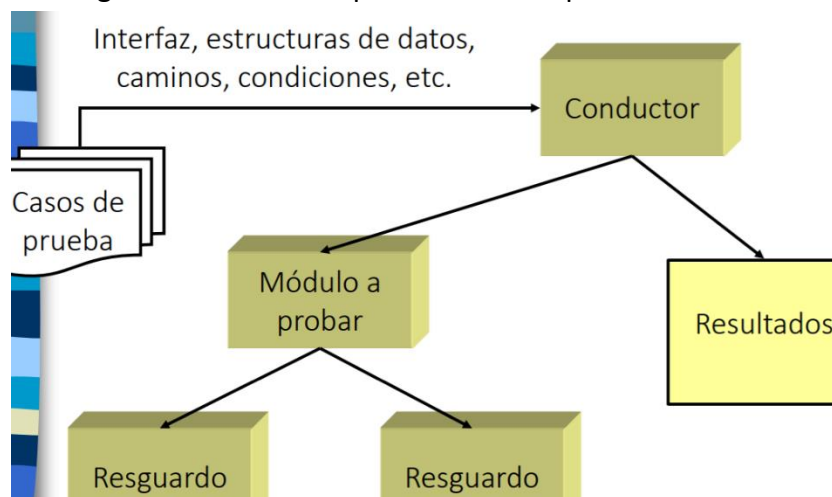 Interfaz, estructuras de datos,
caminos, condiciones, etc.
Conductor
Casos de
prueba
Módulo a
probar
Resultados
Resguardo
Resguardo